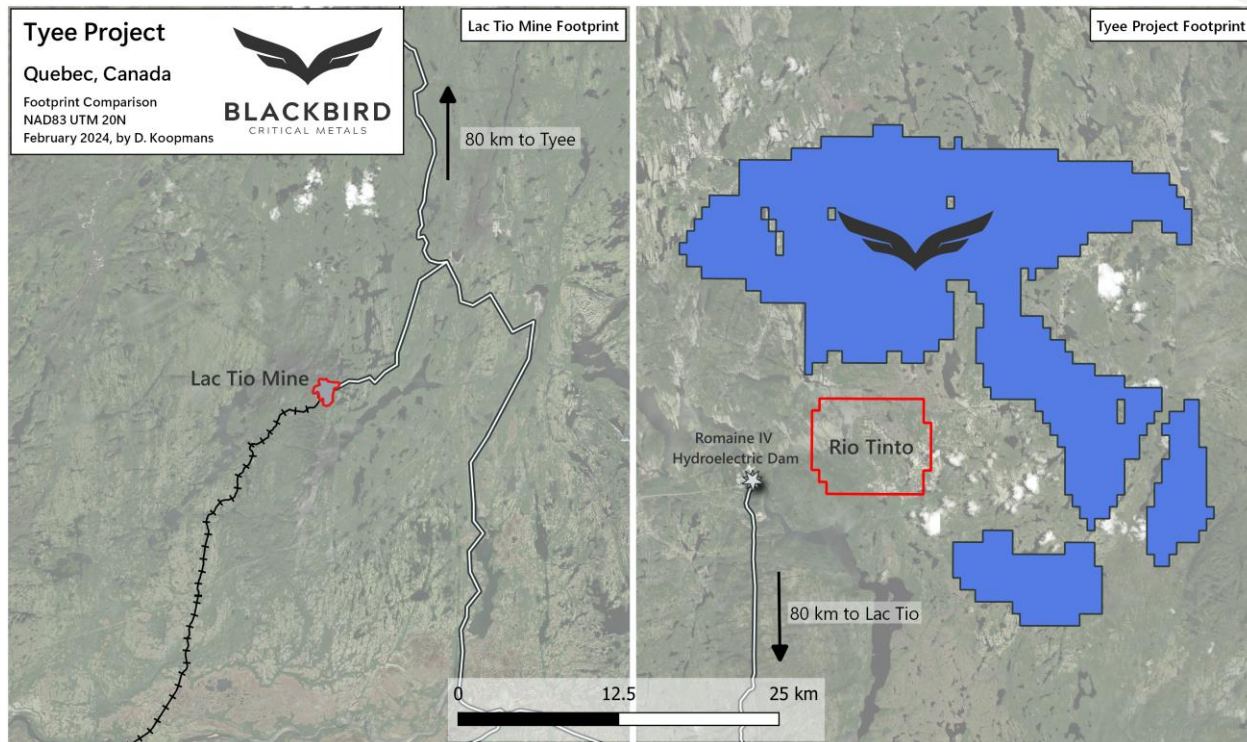 Tyee Project
Quebec, Canada
Footprint Comparison
NAD83 UTM 20N
February 2024, by D. Koopmans
BLACKBIRD
CRITICAL METALS
Lac Tio Mine Footprint
80 km to Tyee
Lac Tio Mine
Tyee Project Footprint
Romaine IV
Hydroelectric Dam
Rio Tinto
80 km to Lac Tio
0 12.5 25 km